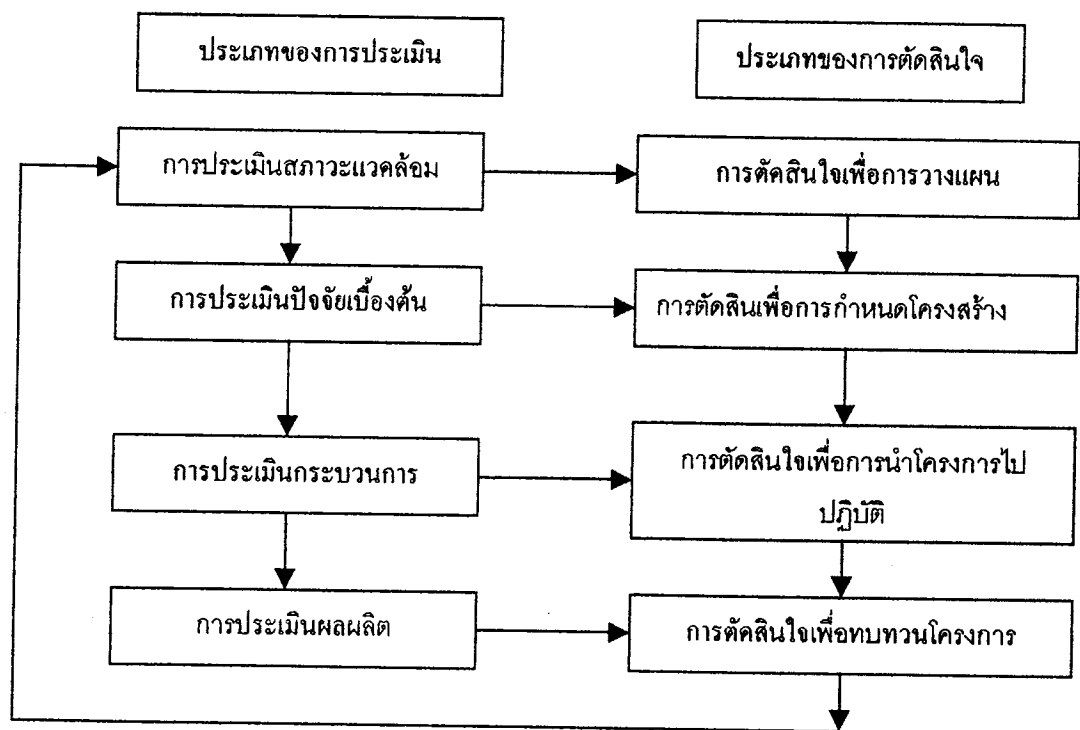 ประเภทของการประเมิน
ประเภทของการตัดสินใจ
การประเมินสภาวะแวดล้อม
การตัดสินใจเพื่อการวางแผน
การประเมินปัจจัยเบื้องต้น
การตัดสินเพื่อการกำหนดโครงสร้าง
การประเมินกระบวนการ
การตัดสินใจเพื่อการนำโครงการไป
ปฏิบัติ
การประเมินผลผลิต
การตัดสินใจเพื่อทบทวนโครงการ